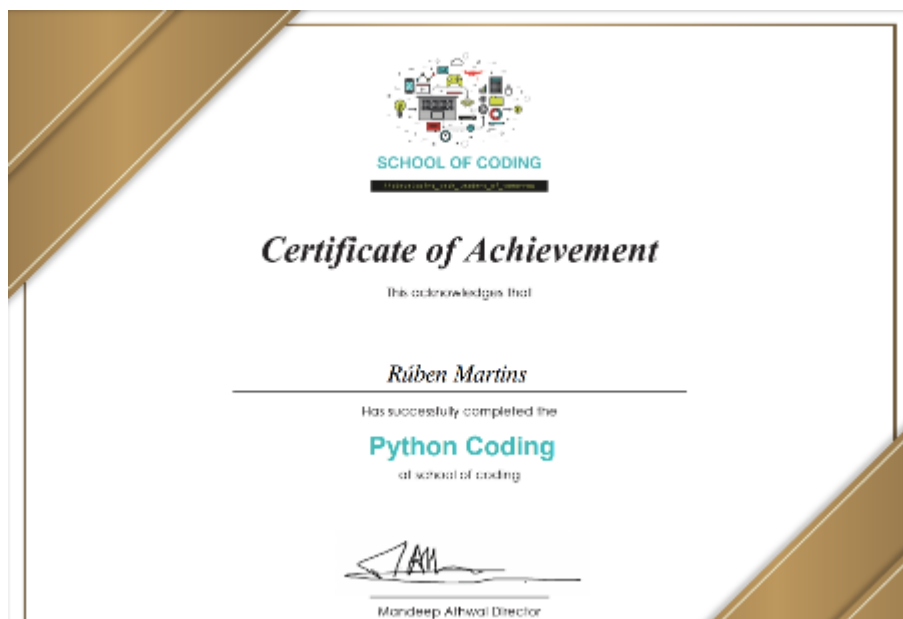 SCHOOL OF CODING
Certificate of Achievement
This acknowledges that
Rúben Martins
Has successfully completed the
Python Coding
at school of coding
Mandeep Athwal Director